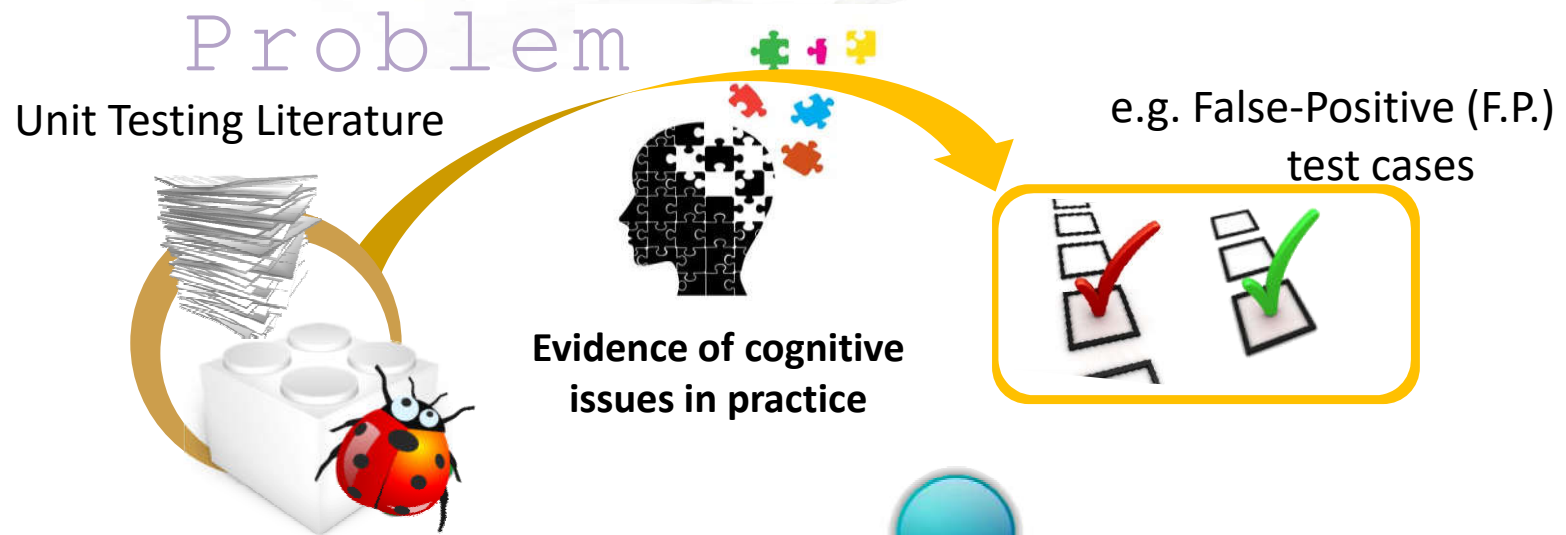 Problem
Unit Testing Literature
e.g. False-Positive (F.P.)
test cases
Evidence of cognitive
issues in practice